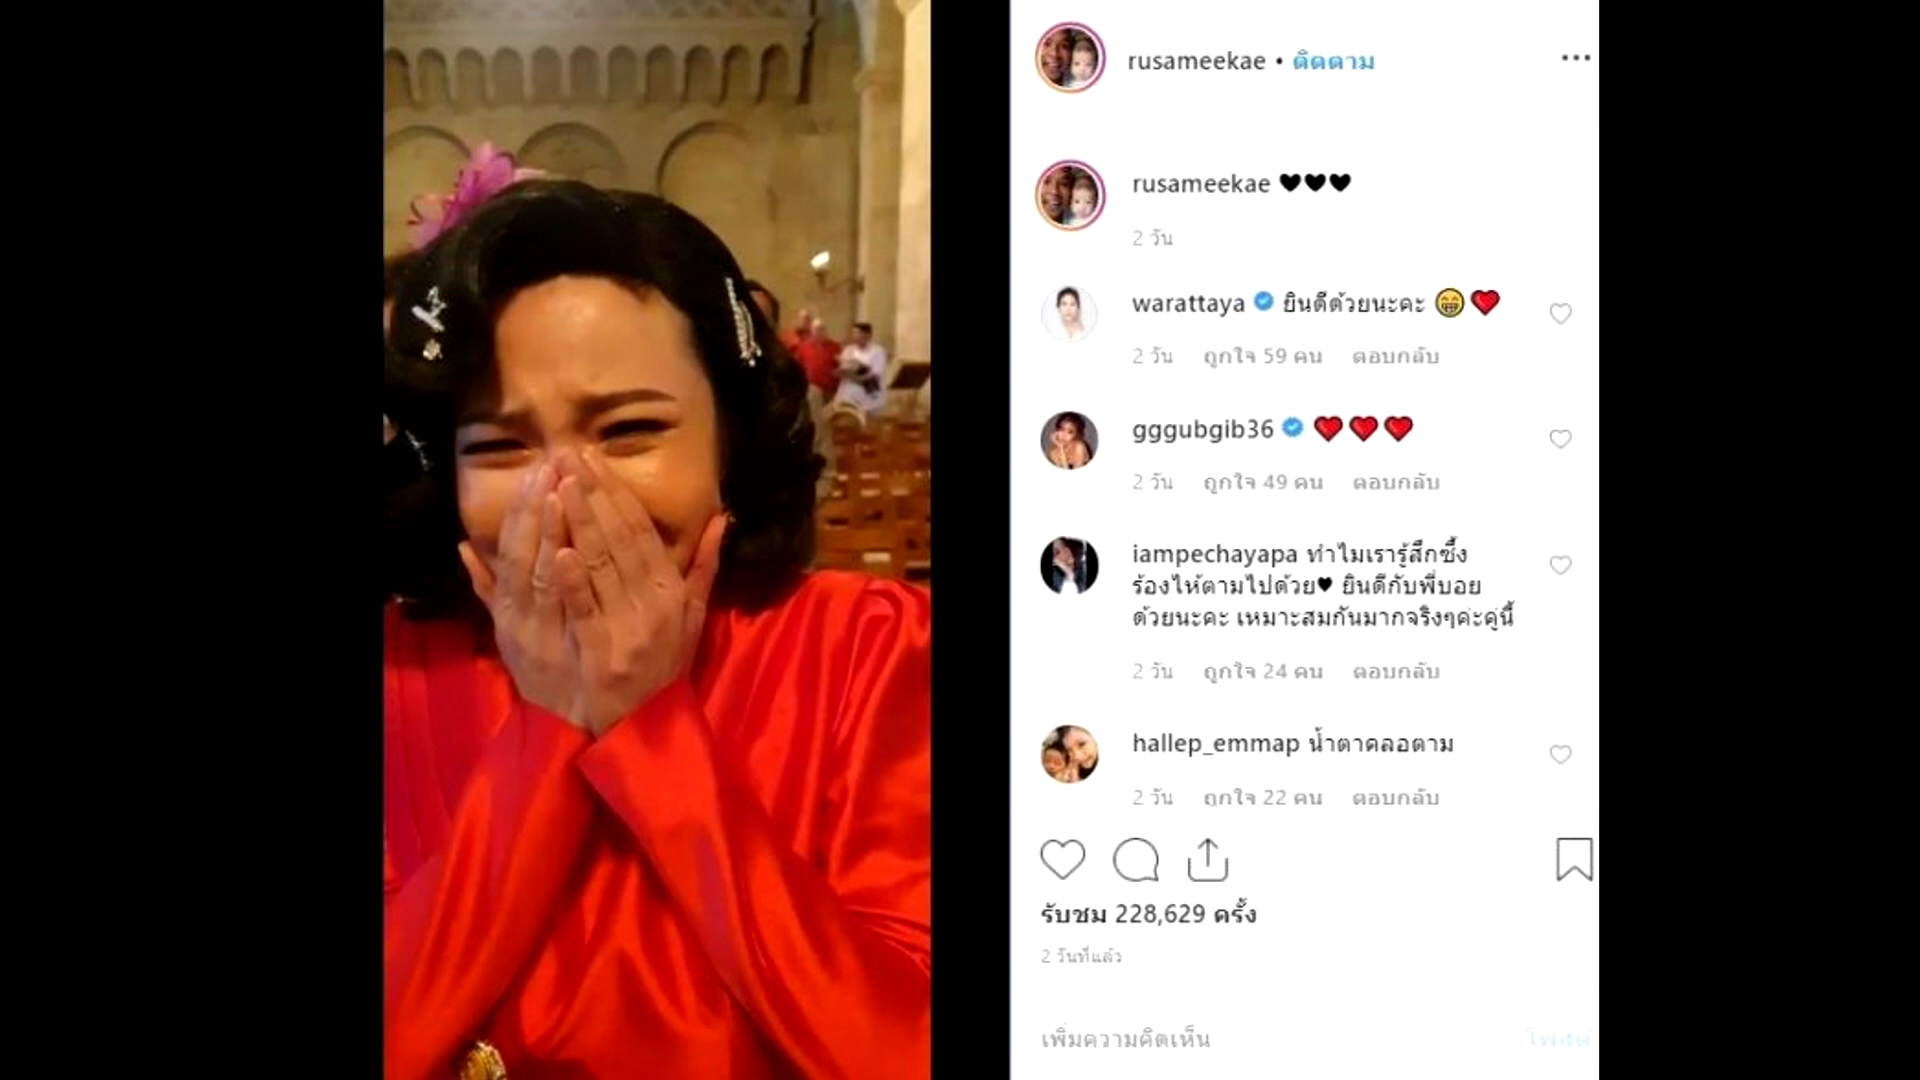 rusameekae • ติดตาม
rusameekae ♥♥♥
2 วัน
warattaya ยินดีด้วยนะคะ 😁❤️
2 วัน ถูกใจ 59 คน ตอบกลับ
gggubgib36 ❤️❤️❤️
2 วัน ถูกใจ 49 คน ตอบกลับ
iampechayapa ทำไมเรารู้สึกซึ้ง
ร้องไห้ตามไปด้วย♥ ยินดีกับพี่บอย
ด้วยนะคะ เหมาะสมกันมากจริงๆค่ะคู่นี้
2 วัน ถูกใจ 24 คน ตอบกลับ
hallep_emmap น้ำตาคลอตาม
2 วัน ถูกใจ 22 คน ตอบกลับ
รับชม 228,629 ครั้ง
2 วันที่แล้ว
เพิ่มความคิดเห็น
โพสต์